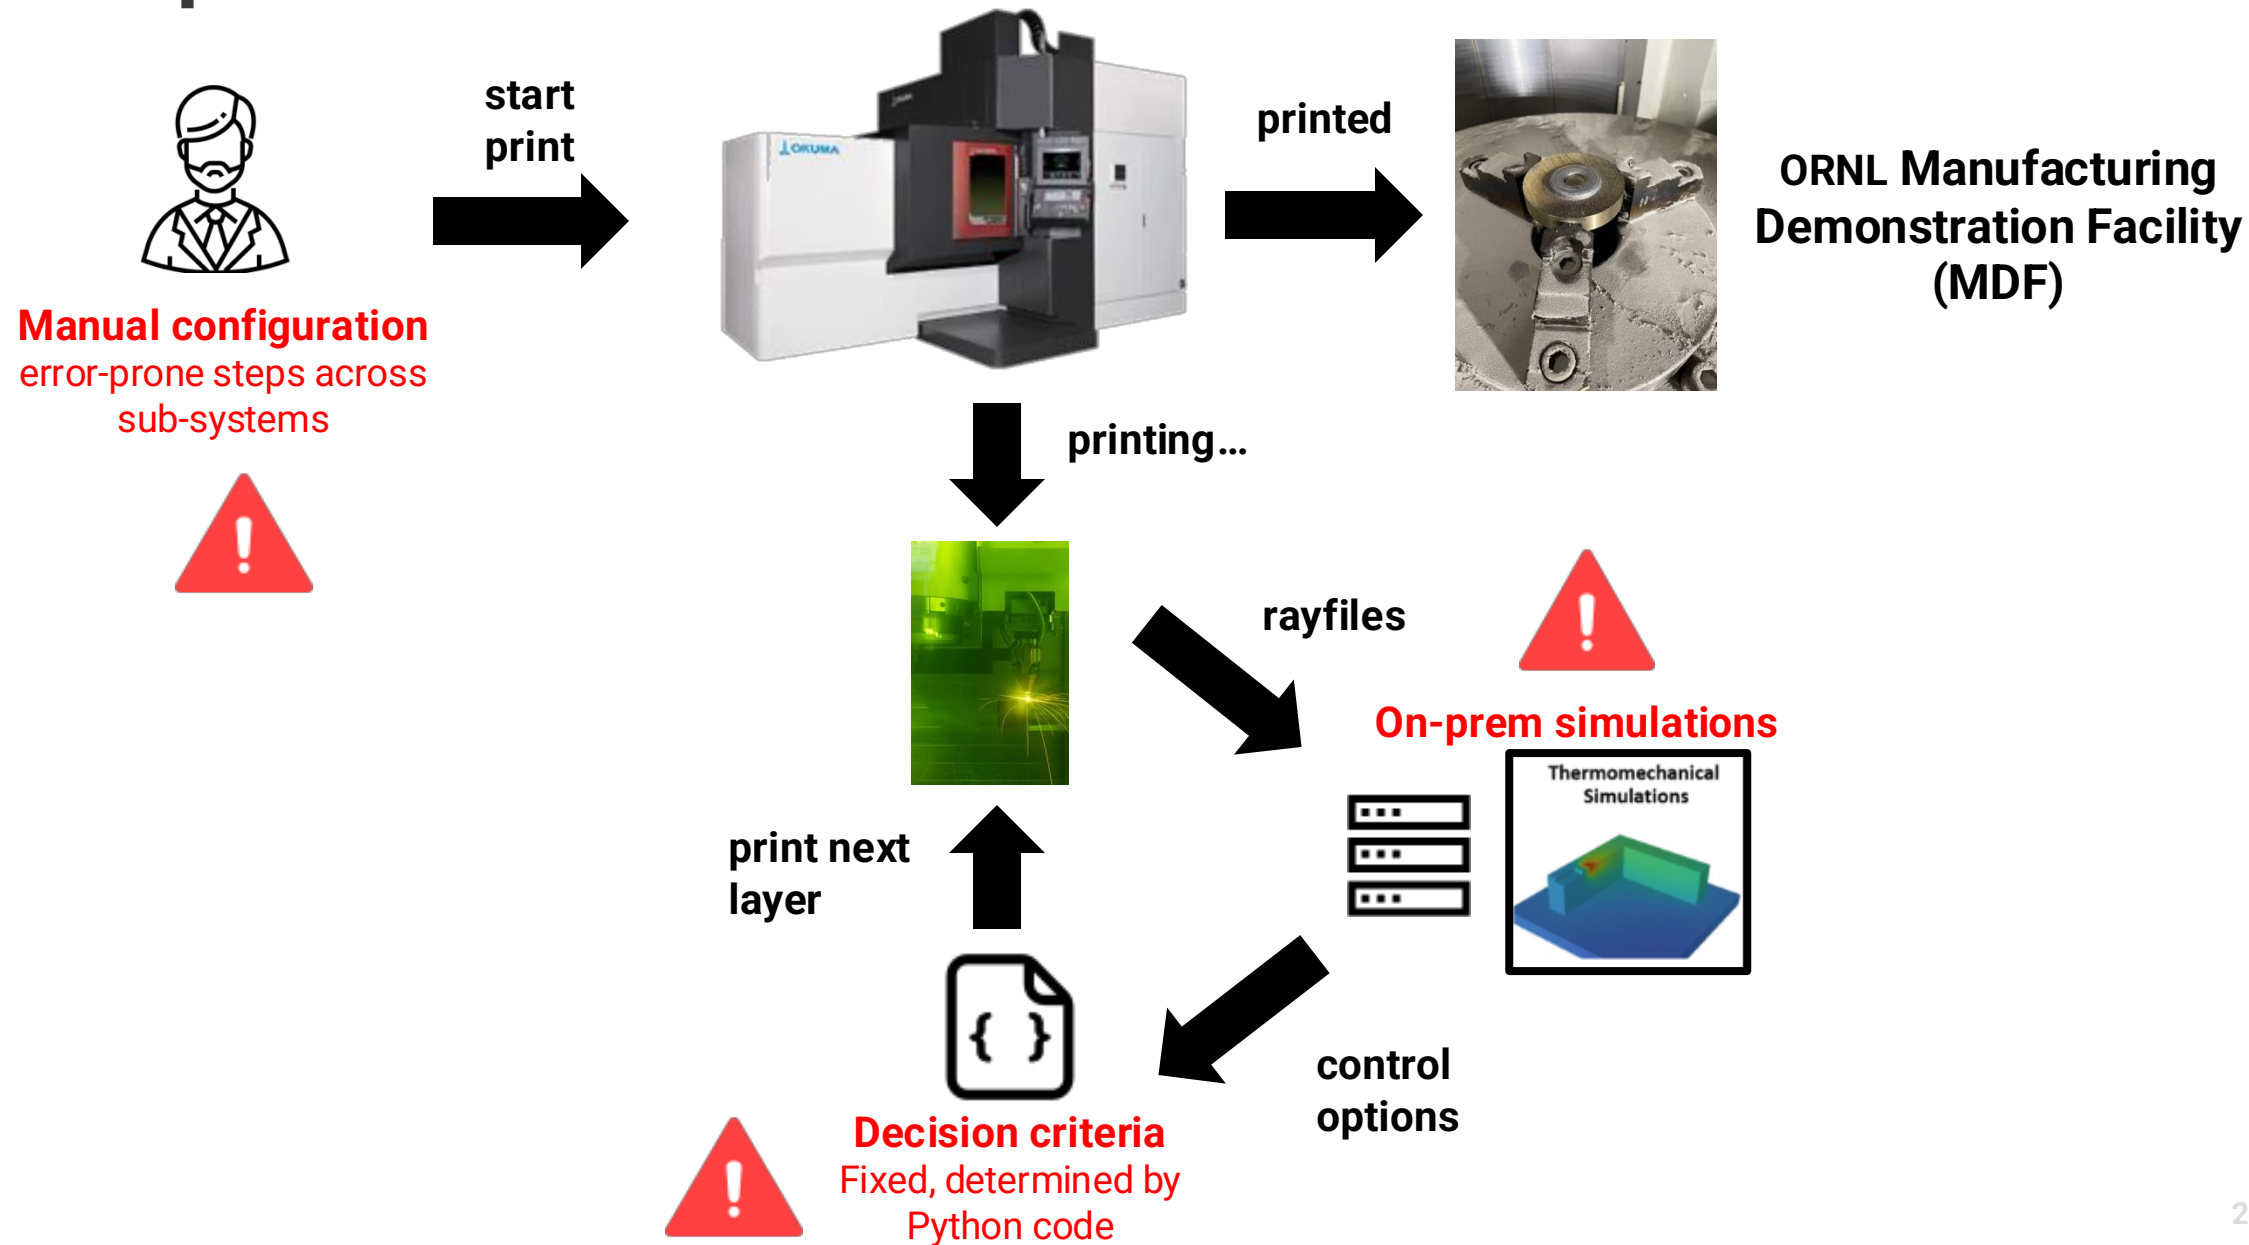 start
print
printed
OKUMA
ORNL Manufacturing
Demonstration Facility
(MDF)
Manual configuration
error-prone steps across
sub-systems
printing...
rayfiles
On-prem simulations
Thermomechanical
Simulations
print next
layer
control
options
Decision criteria
Fixed, determined by
Python code
2